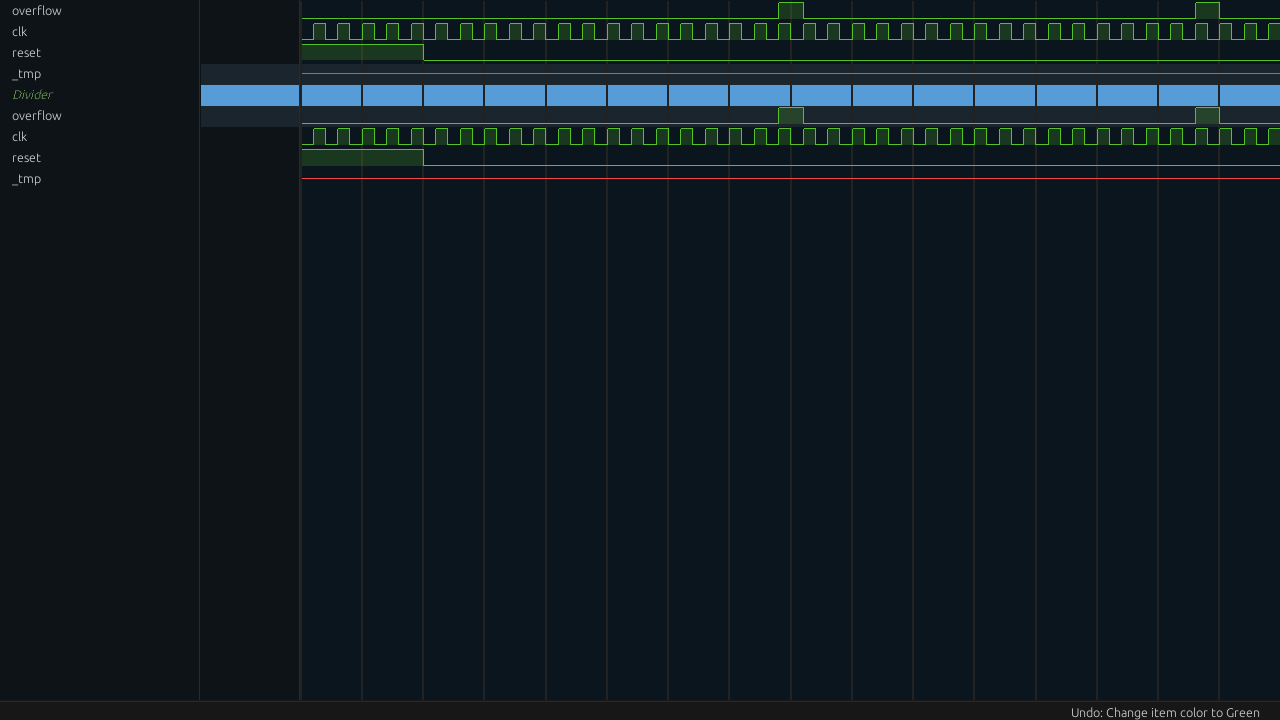 overflow
clk
reset
_tmp
Divider
overflow
clk
reset
_tmp
Undo: Change item color to Green